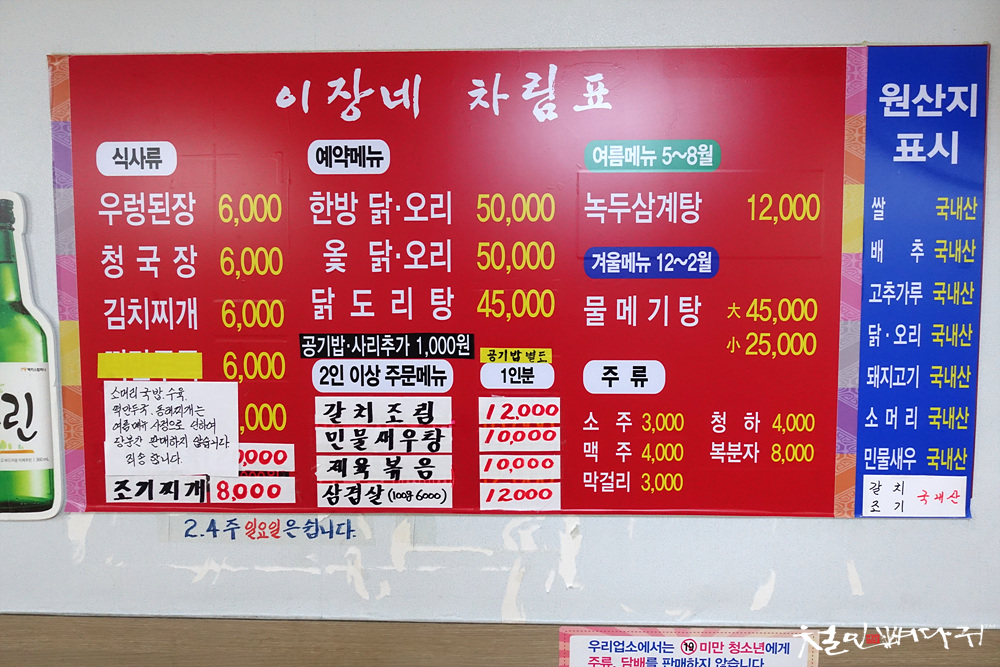 이장네 차림표
식사류
우렁된장 6,000
청국장 6,000
김치찌개 6,000
6,000
소머리국밥, 수육,
떡만두국, 동태찌개는
여름메뉴 사정으로 인하여
당분간 판매하지 않습니다
죄송합니다.
조기찌개 8,000
예약메뉴
한방 닭·오리 50,000
옻 닭·오리 50,000
닭도리탕 45,000
공기밥·사리추가 1,000원
공기밥 별도
2인 이상 주문메뉴 1인분
갈치조림 12,000
민물새우탕 10,000
제육볶음 10,000
삼겹살 (100g 6000) 12,000
여름메뉴 5~8월
녹두삼계탕 12,000
겨울메뉴 12~2월
물메기탕 大 45,000
小 25,000
주류
소주 3,000 청하 4,000
맥주 4,000 복분자 8,000
막걸리 3,000
원산지
표시
쌀 국내산
배추 국내산
고추가루 국내산
닭·오리 국내산
돼지고기 국내산
소머리 국내산
민물새우 국내산
갈치
조기 국내산
린
2.4주 일요일은 쉽니다.
우리업소에서는 19 미만 청소년에게
주류, 담배를 판매하지 않습니다
철인뼈다귀